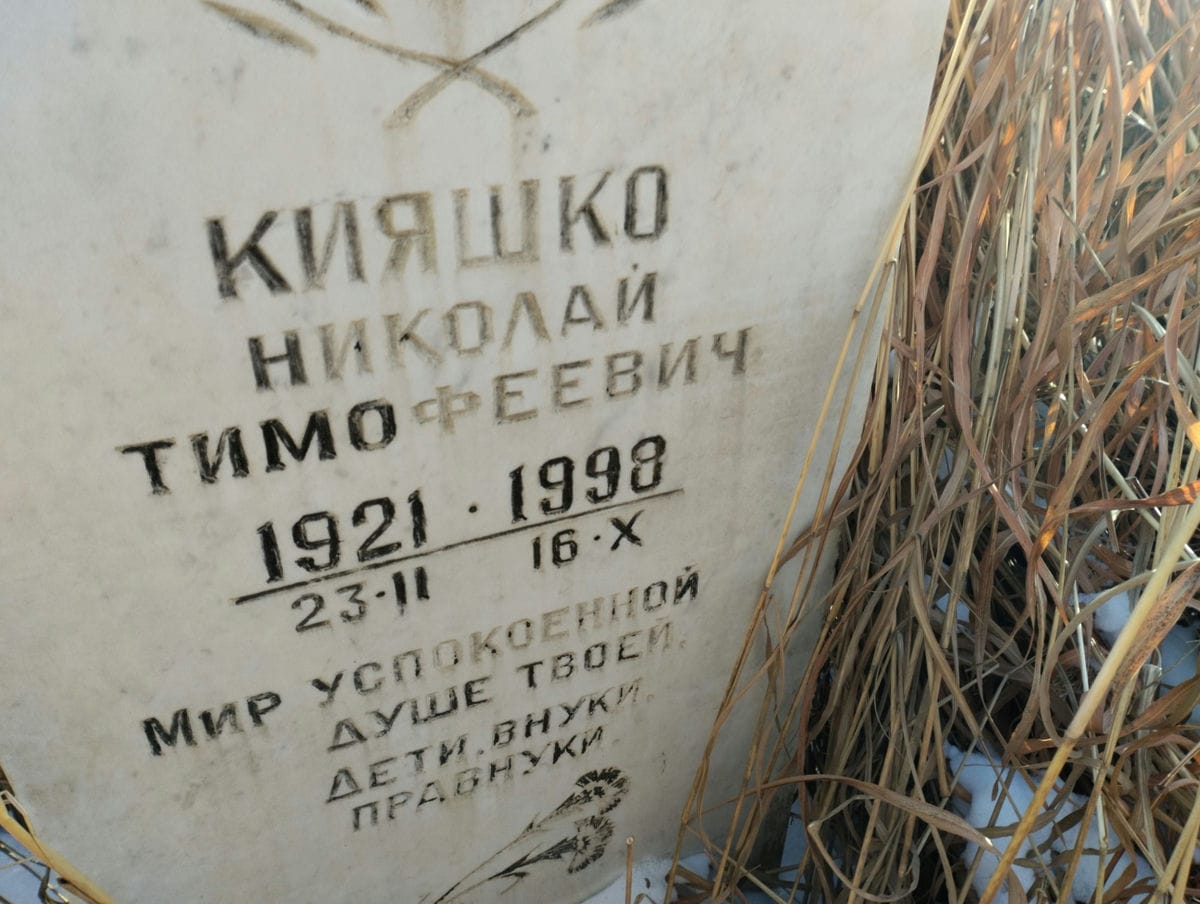 КИЯШКО
НИКОЛАЙ
ТИМОФЕЕВИЧ
1921 · 1998
23·II 16·X
Мир УСПОКОЕННОЙ
ДУШЕ ТВОЕЙ.
ДЕТИ. ВНУКИ.
ПРАВНУКИ.